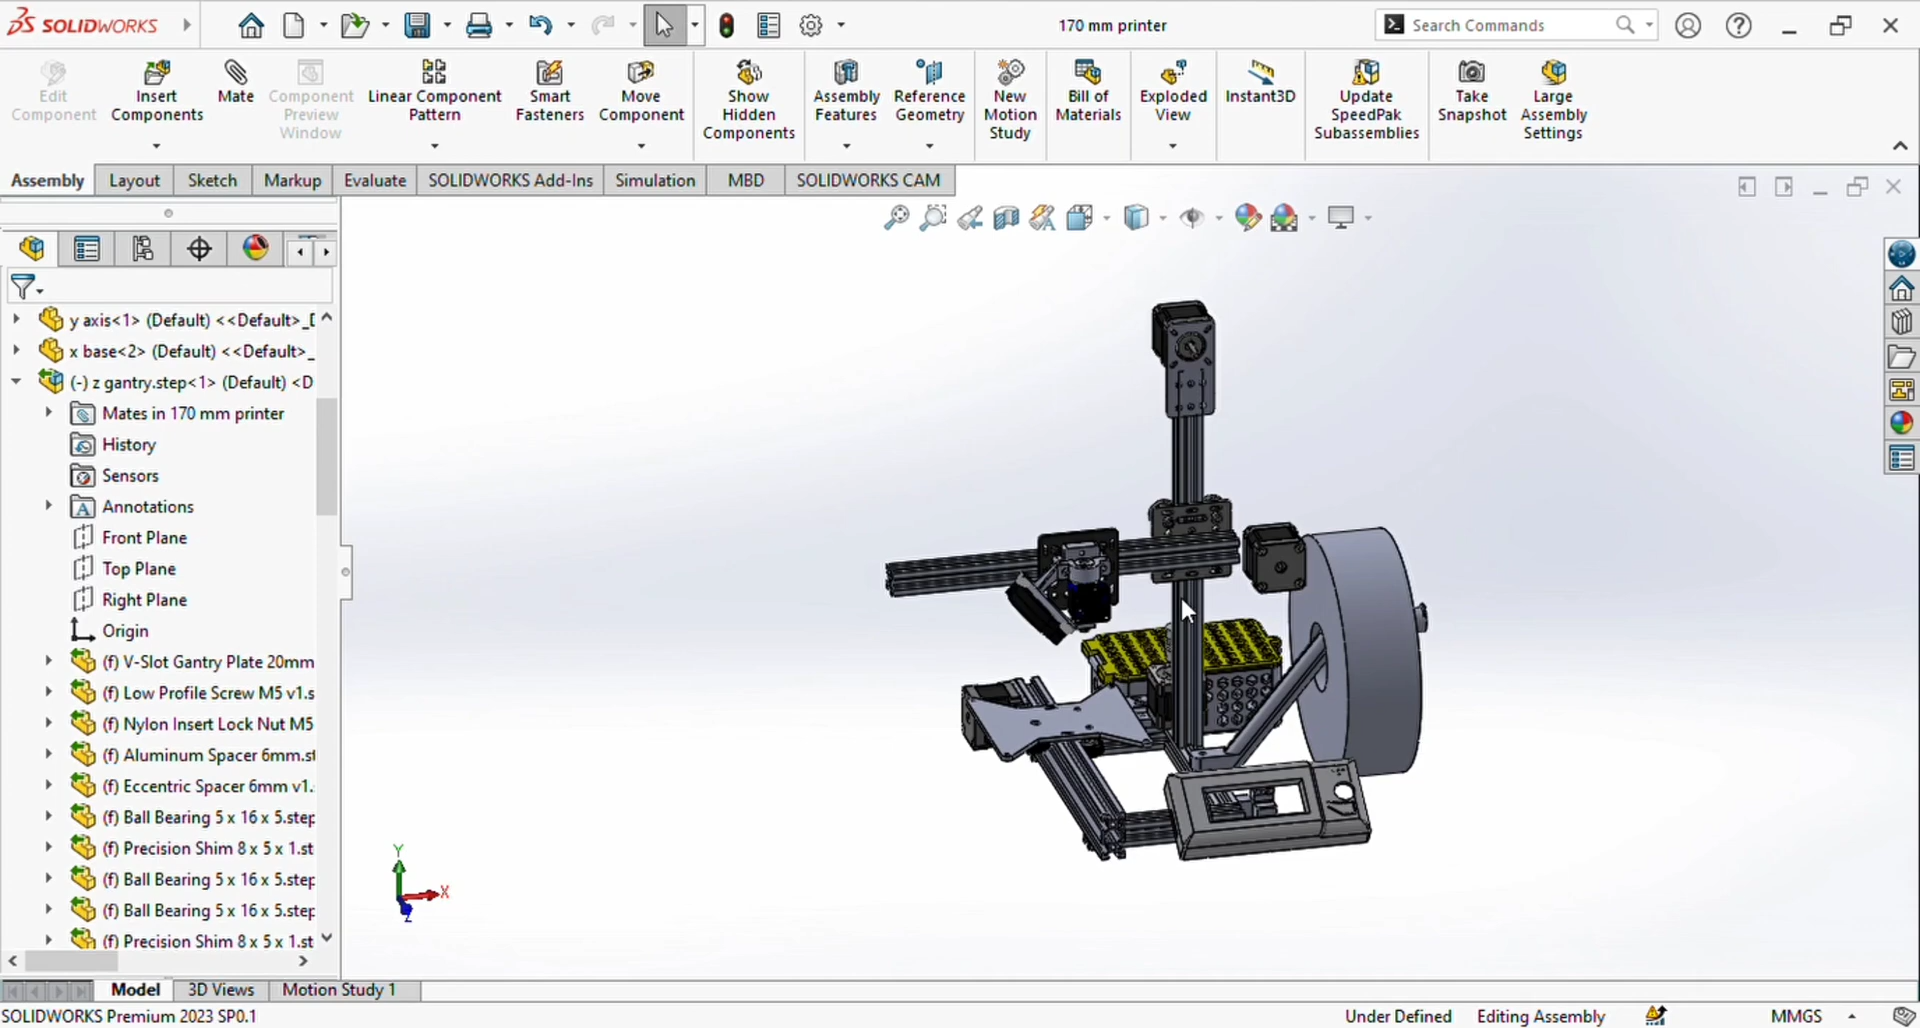 SOLIDWORKS
170 mm printer
Search Commands
Edit Component
Insert Components
Mate
Component Preview Window
Linear Component Pattern
Smart Fasteners
Move Component
Show Hidden Components
Assembly Features
Reference Geometry
New Motion Study
Bill of Materials
Exploded View
Instant3D
Update SpeedPak Subassemblies
Take Snapshot
Large Assembly Settings
Assembly
Layout
Sketch
Markup
Evaluate
SOLIDWORKS Add-Ins
Simulation
MBD
SOLIDWORKS CAM
y axis<1> (Default) <<Default>_D
x base<2> (Default) <<Default>_
(-) z gantry.step<1> (Default) <D
Mates in 170 mm printer
History
Sensors
Annotations
Front Plane
Top Plane
Right Plane
Origin
(f) V-Slot Gantry Plate 20mm
(f) Low Profile Screw M5 v1.s
(f) Nylon Insert Lock Nut M5
(f) Aluminum Spacer 6mm.st
(f) Eccentric Spacer 6mm v1.
(f) Ball Bearing 5 x 16 x 5.step
(f) Precision Shim 8 x 5 x 1.st
(f) Ball Bearing 5 x 16 x 5.step
(f) Ball Bearing 5 x 16 x 5.step
(f) Precision Shim 8 x 5 x 1.st
Y
X
Z
Model
3D Views
Motion Study 1
SOLIDWORKS Premium 2023 SP0.1
Under Defined
Editing Assembly
MMGS